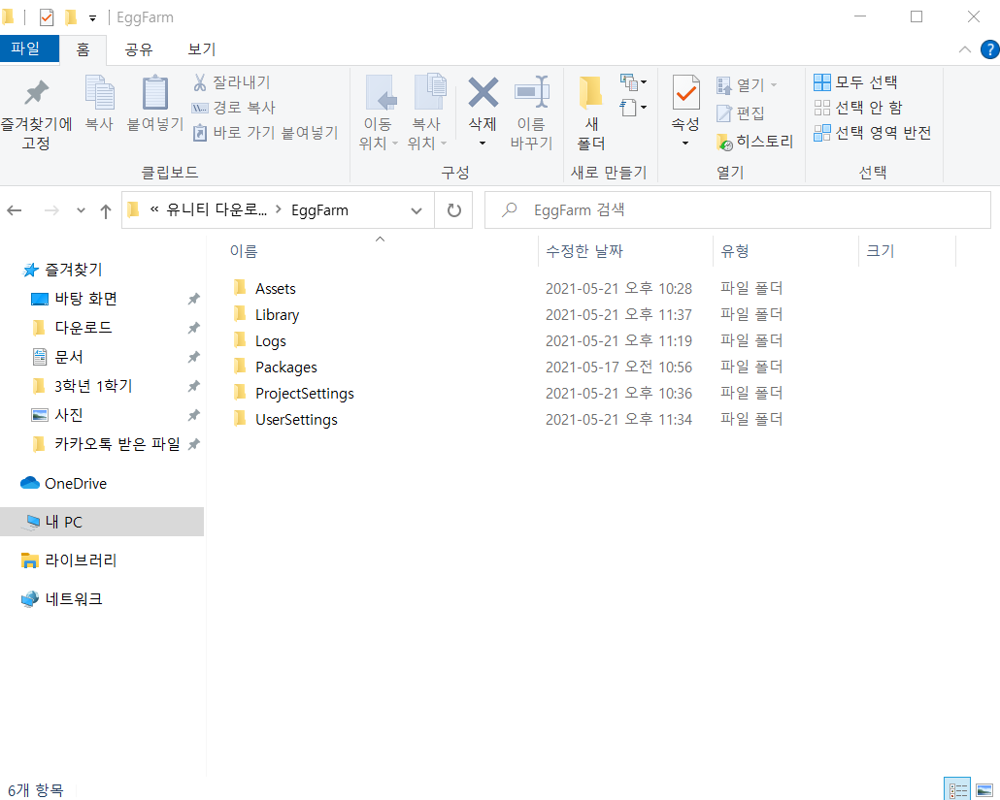 EggFarm
파일 홈 공유 보기
즐겨찾기에 고정
복사
붙여넣기
잘라내기
경로 복사
바로 가기 붙여넣기
클립보드
이동 위치
복사 위치
삭제
이름 바꾸기
구성
새 폴더
새로 만들기
속성
열기
편집
히스토리
열기
모두 선택
선택 안 함
선택 영역 반전
선택
« 유니티 다운로... > EggFarm
EggFarm 검색
이름 수정한 날짜 유형 크기
즐겨찾기
바탕 화면
다운로드
문서
3학년 1학기
사진
카카오톡 받은 파일
OneDrive
내 PC
라이브러리
네트워크
Assets 2021-05-21 오후 10:28 파일 폴더
Library 2021-05-21 오후 11:37 파일 폴더
Logs 2021-05-21 오후 11:19 파일 폴더
Packages 2021-05-17 오전 10:56 파일 폴더
ProjectSettings 2021-05-21 오후 10:36 파일 폴더
UserSettings 2021-05-21 오후 11:34 파일 폴더
6개 항목